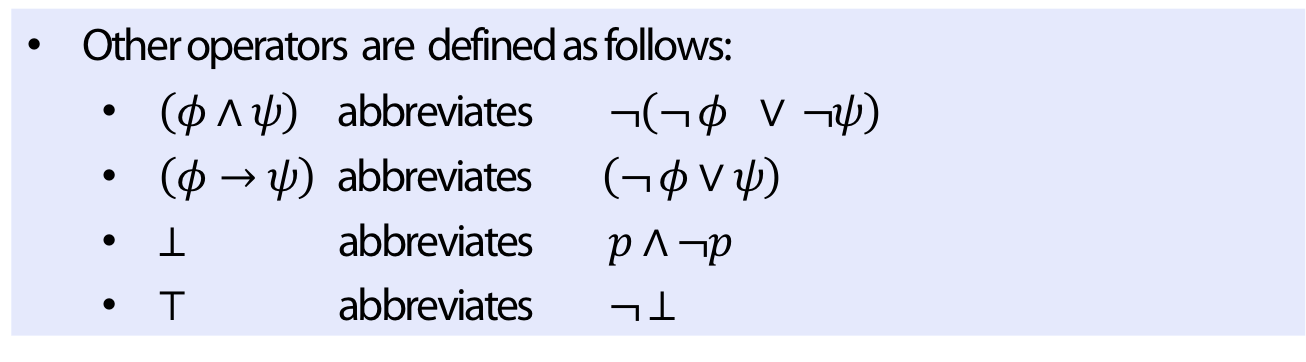 • Other operators are defined as follows:
• (ϕ ∧ ψ) abbreviates ¬(¬ ϕ ∨ ¬ψ)
• (ϕ → ψ) abbreviates (¬ ϕ ∨ ψ)
• ⊥ abbreviates p ∧ ¬p
• ⊤ abbreviates ¬ ⊥